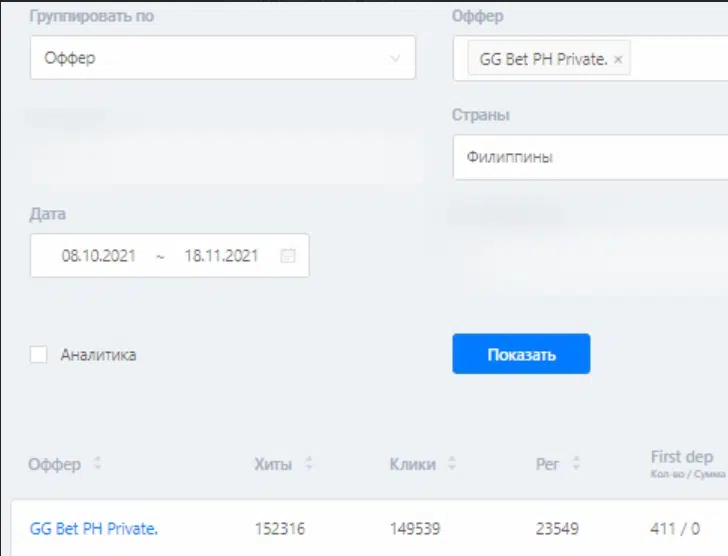 Группировать по
Оффер
Оффер
GG Bet PH Private. ×
Страны
Филиппины
Дата
08.10.2021 ~ 18.11.2021
Аналитика
Показать
Оффер Хиты Клики Рег First dep
Кол-во / Сумма
GG Bet PH Private. 152316 149539 23549 411 / 0